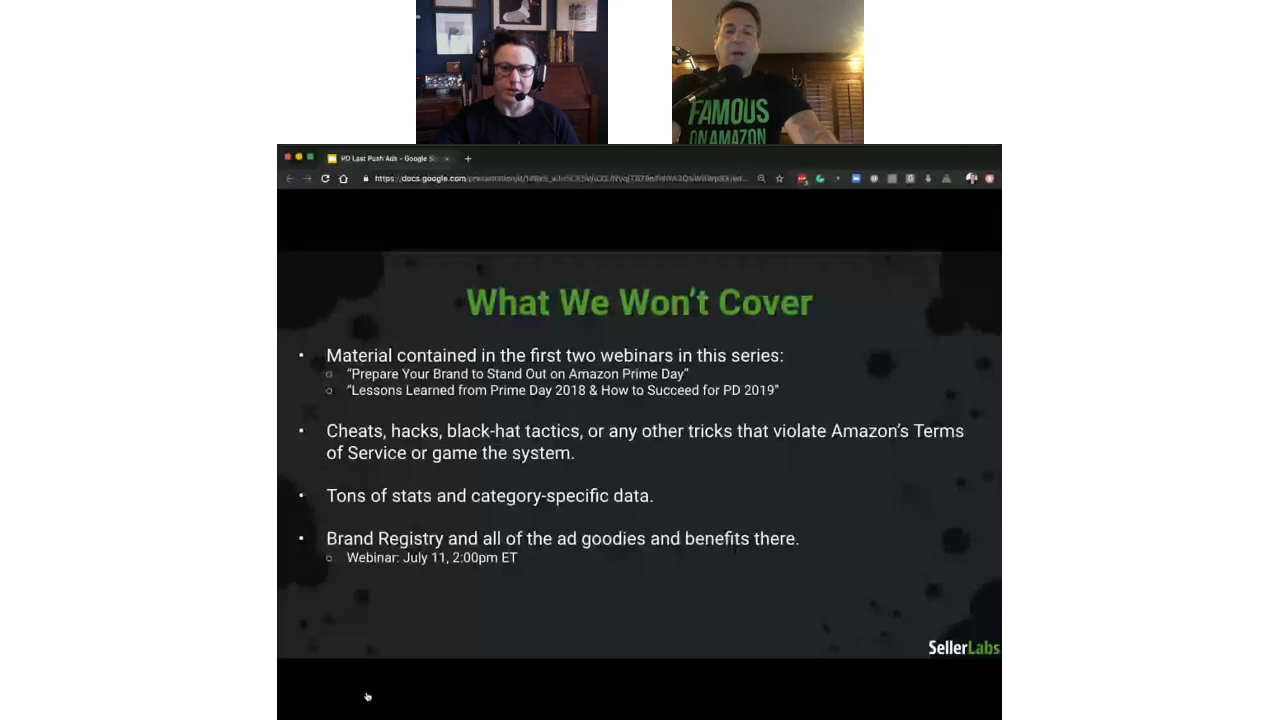 FAMOUS
ON AMAZON
PD Last Push Ads - Google Sl
https://docs.google.com
What We Won't Cover
• Material contained in the first two webinars in this series:
○ "Prepare Your Brand to Stand Out on Amazon Prime Day"
○ "Lessons Learned from Prime Day 2018 & How to Succeed for PD 2019"
• Cheats, hacks, black-hat tactics, or any other tricks that violate Amazon's Terms
of Service or game the system.
• Tons of stats and category-specific data.
• Brand Registry and all of the ad goodies and benefits there.
○ Webinar: July 11, 2:00pm ET
SellerLabs